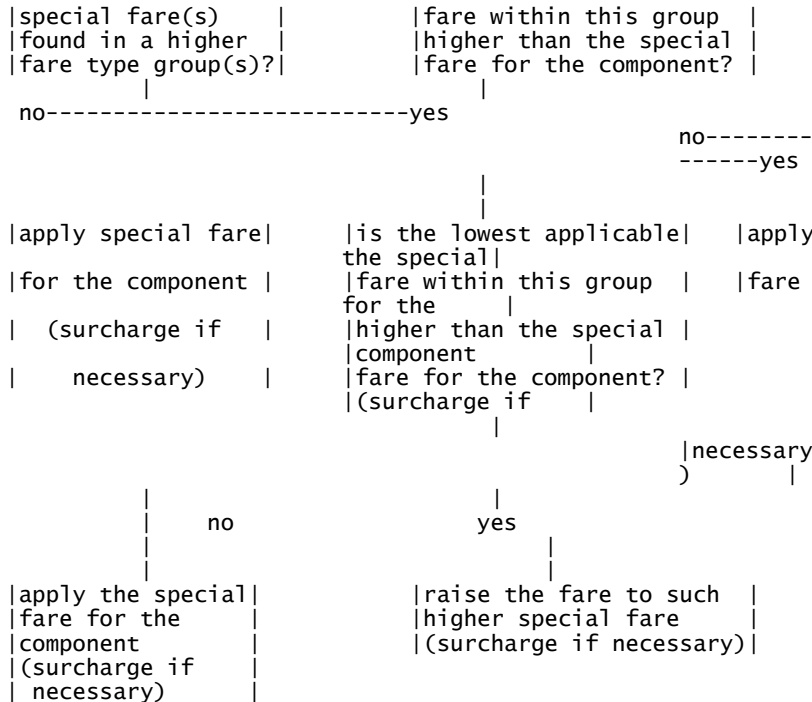 |special fare(s)    |         |fare within this group  |
|found in a higher  |         |higher than the special |
|fare type group(s)?|         |fare for the component? |
|                        |
no---------------------------yes
no--------
------yes
|
|
|apply special fare|     |is the lowest applicable|   |apply
the special|
|for the component |     |fare within this group  |   |fare
for the      |
|  (surcharge if   |     |higher than the special |
|component        |
|    necessary)    |     |fare for the component? |
|(surcharge if    |
|
|necessary
)       |
|                         |
|    no                  yes
|                             |
|                             |
|apply the special|           |raise the fare to such  |
|fare for the     |           |higher special fare     |
|component        |           |(surcharge if necessary)|
|(surcharge if    |
| necessary)      |